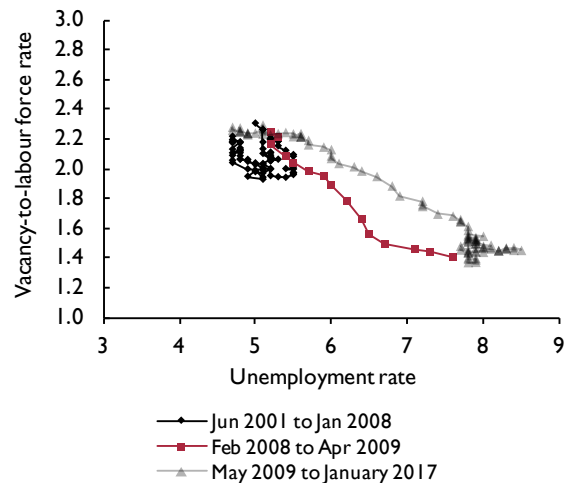 Vacancy-to-labour force rate
3.0
2.8
2.6
2.4
2.2
2.0
1.8
1.6
1.4
1.2
1.0
3 4 5 6 7 8 9
Unemployment rate
Jun 2001 to Jan 2008
Feb 2008 to Apr 2009
May 2009 to January 2017